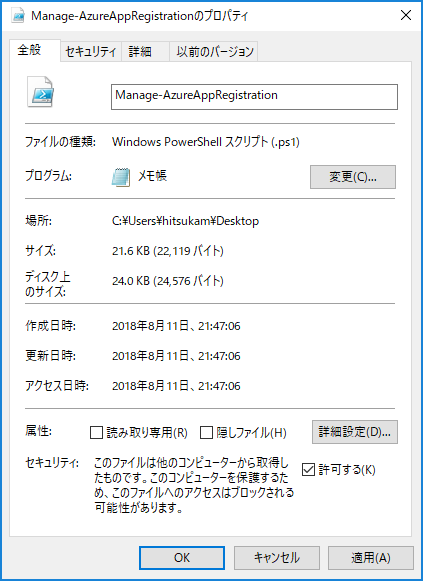 Manage-AzureAppRegistrationのプロパティ
全般 セキュリティ 詳細 以前のバージョン
Manage-AzureAppRegistration
ファイルの種類: Windows PowerShell スクリプト (.ps1)
プログラム: メモ帳 変更(C)...
場所: C:¥Users¥hitsukam¥Desktop
サイズ: 21.6 KB (22,119 バイト)
ディスク上
のサイズ: 24.0 KB (24,576 バイト)
作成日時: 2018年8月11日、21:47:06
更新日時: 2018年8月11日、21:47:06
アクセス日時: 2018年8月11日、21:47:06
属性: 読み取り専用(R) 隠しファイル(H) 詳細設定(D)...
セキュリティ: このファイルは他のコンピューターから取得し
たものです。このコンピューターを保護するた
め、このファイルへのアクセスはブロックされる
可能性があります。
許可する(K)
OK キャンセル 適用(A)